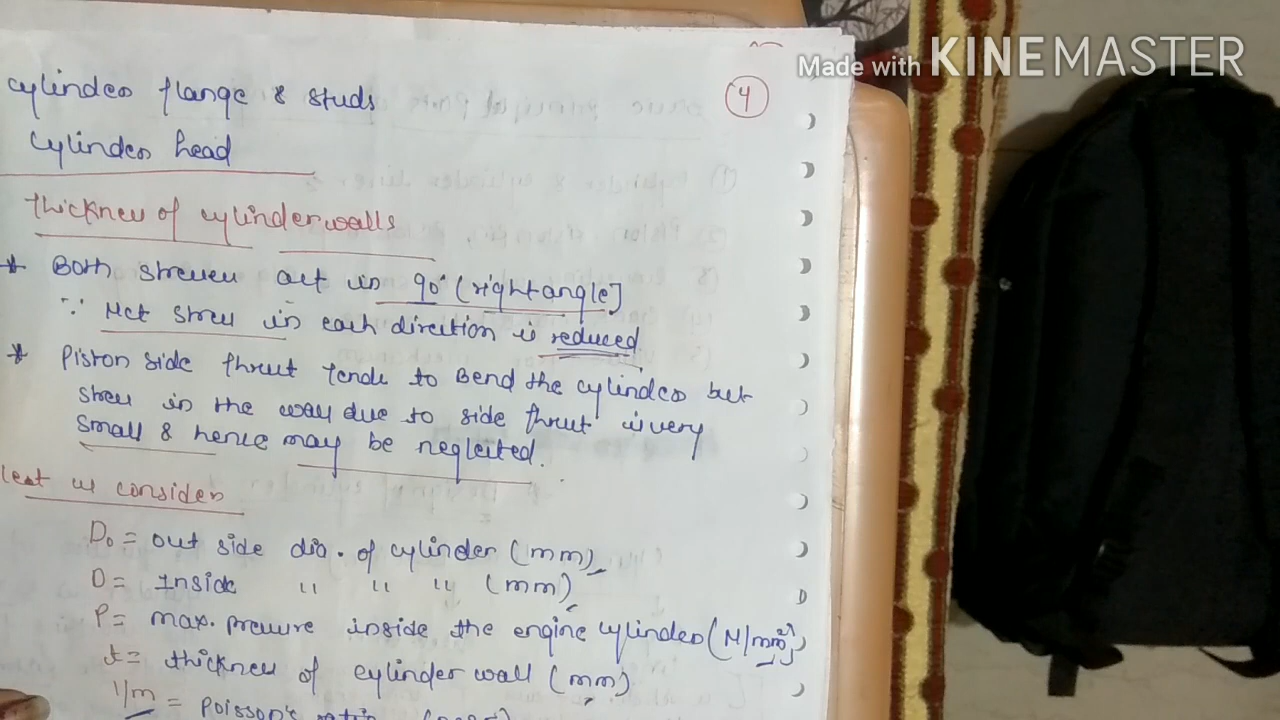 Made with KINEMASTER
4
cylinder flange & studs
cylinder head
thickness of cylinder walls
* Both stresses act in 90° (right angle]
∵ Net stress in each direction is reduced
* Piston side thrust tends to Bend the cylinder but
stress in the wall due to side thrust is very
small & hence may be neglected.
Leat us consider
Do = out side dia. of cylinder (mm)
D = Inside " " " (mm)
P = max. pressure inside the engine cylinder (N/mm²)
t = thickness of cylinder wall (mm)
1/m = poisson's ratio